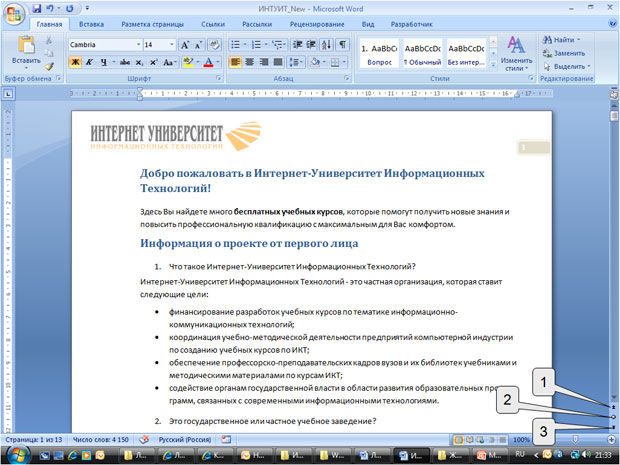 ИНТУИТ_New - Microsoft Word
Главная Вставка Разметка страницы Ссылки Рассылки Рецензирование Вид Разработчик
Cambria 14
Вставить
AaBbCc AaBbCcDc AaBbCcDc
1. Вопрос ¶ Обычный Без интер...
Изменить стили
Найти
Заменить
Выделить
Буфер обмена Шрифт Абзац Стили Редактирование
ИНТЕРНЕТ УНИВЕРСИТЕТ
ИНФОРМАЦИОННЫХ ТЕХНОЛОГИЙ
1
Добро пожаловать в Интернет-Университет Информационных
Технологий!
Здесь Вы найдете много бесплатных учебных курсов, которые помогут получить новые знания и
повысить профессиональную квалификацию с максимальным для Вас комфортом.
Информация о проекте от первого лица
1. Что такое Интернет-Университет Информационных Технологий?
Интернет-Университет Информационных Технологий - это частная организация, которая ставит
следующие цели:
• финансирование разработок учебных курсов по тематике информационно-
коммуникационных технологий;
• координация учебно-методической деятельности предприятий компьютерной индустрии
по созданию учебных курсов по ИКТ;
• обеспечение профессорско-преподавательских кадров вузов и их библиотек учебниками и
методическими материалами по курсам ИКТ;
• содействие органам государственной власти в области развития образовательных про
грамм, связанных с современными информационными технологиями.
2. Это государственное или частное учебное заведение?
1
2
3
Страница: 1 из 13 Число слов: 4 150 Русский (Россия) 100%
RU 21:33